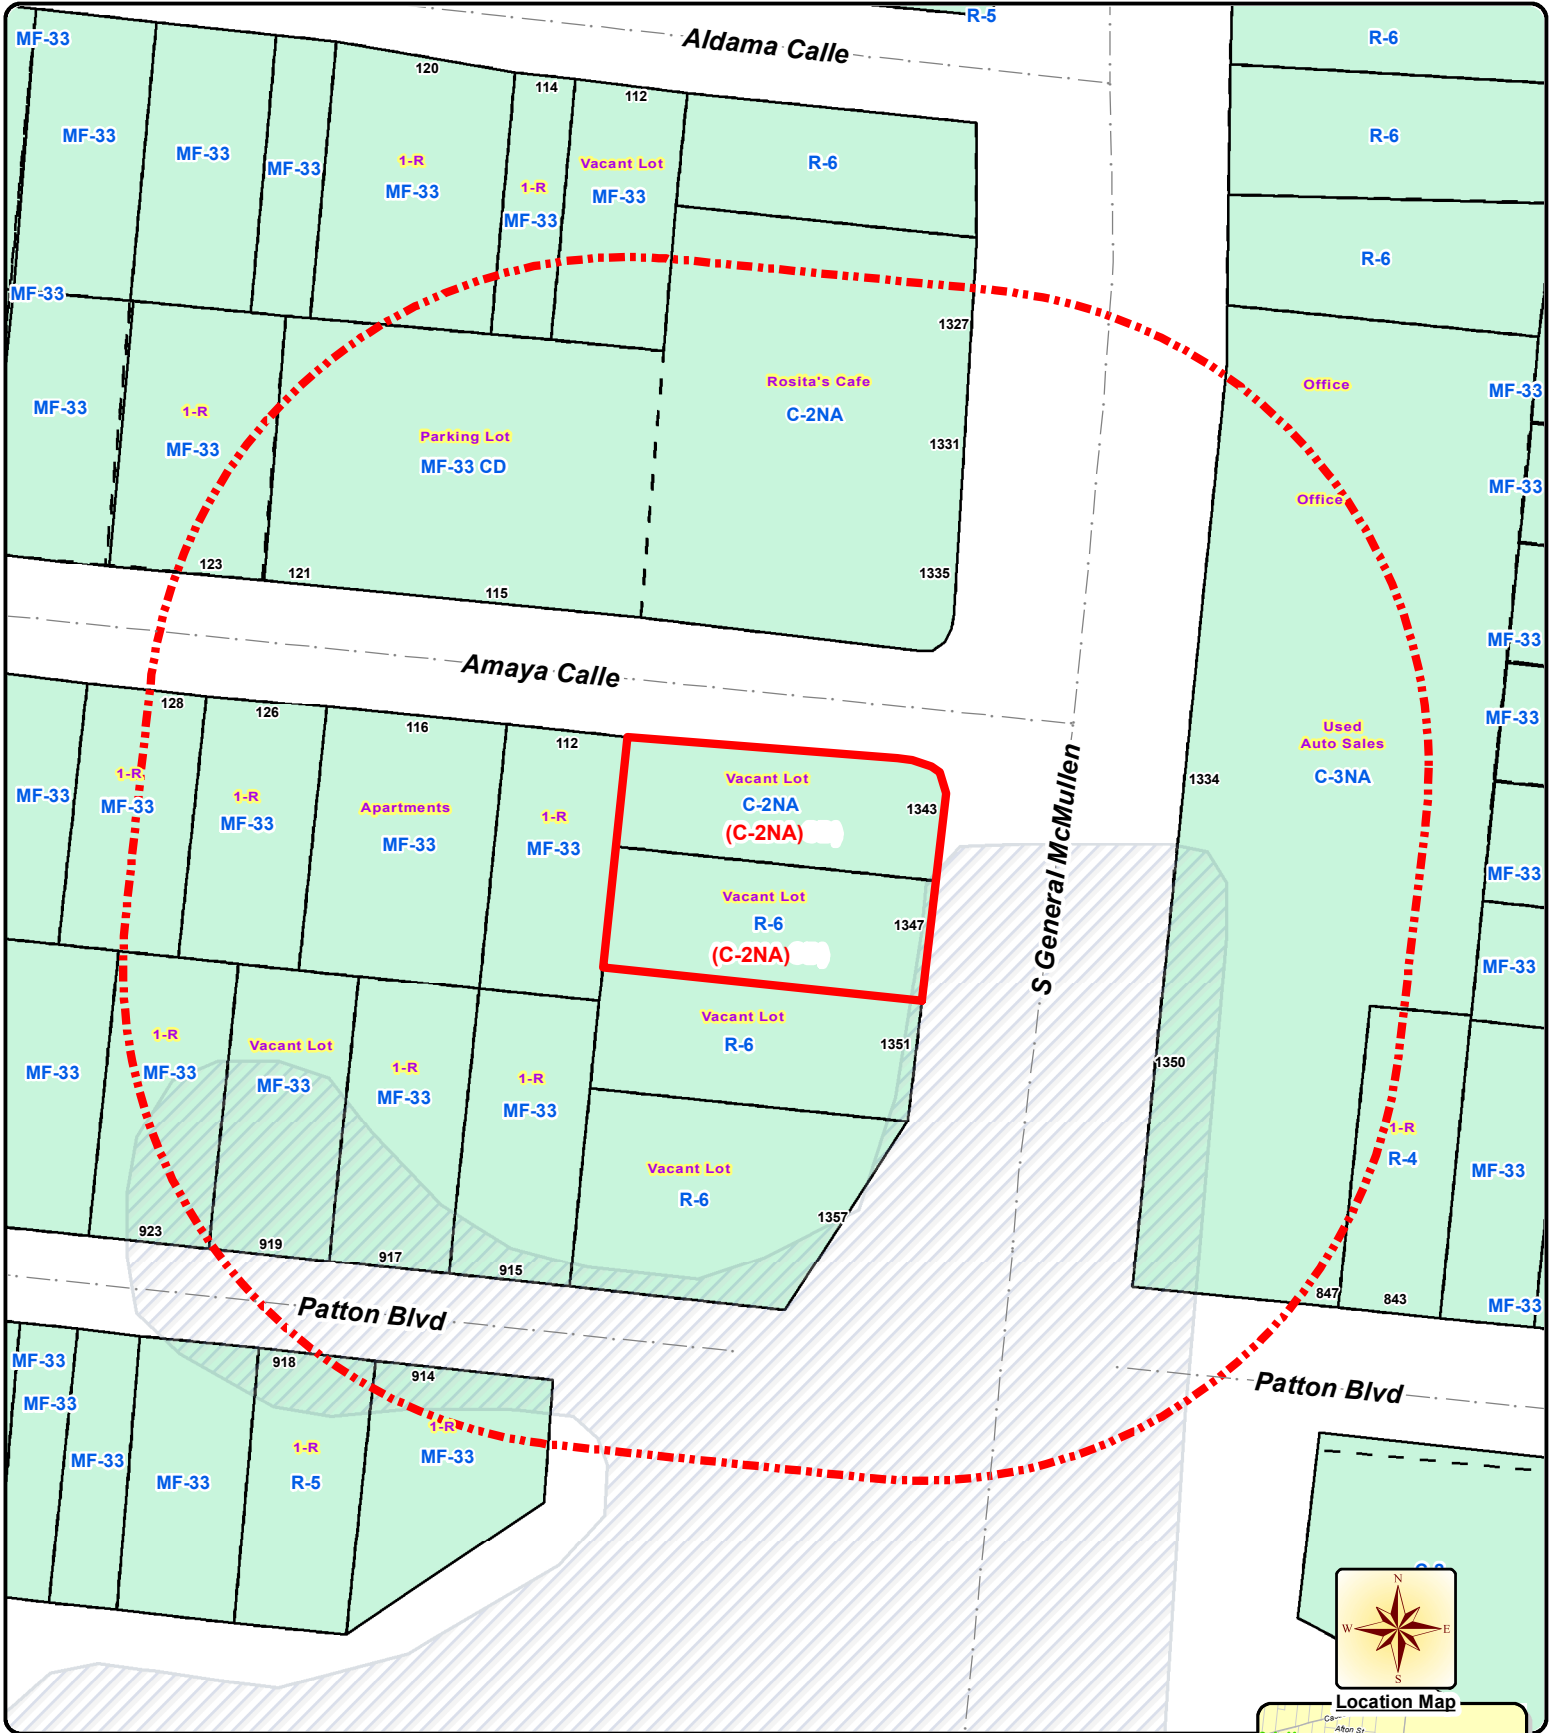 R-5
MF-33
Aldama Calle
R-6
120
114
112
MF-33
MF-33
MF-33
1-R
MF-33
1-R
MF-33
Vacant Lot
MF-33
R-6
R-6
R-6
MF-33
1327
Rosita's Cafe
C-2NA
1331
1335
Office
Office
MF-33
MF-33
MF-33
1-R
MF-33
Parking Lot
MF-33 CD
123
121
115
Amaya Calle
MF-33
MF-33
128
126
116
112
1-R
MF-33
MF-33
1-R
MF-33
Apartments
MF-33
1-R
MF-33
Vacant Lot
C-2NA
(C-2NA)
1343
Vacant Lot
R-6
(C-2NA)
1347
S General McMullen
1334
Used
Auto Sales
C-3NA
MF-33
MF-33
Vacant Lot
R-6
1351
MF-33
1-R
MF-33
Vacant Lot
MF-33
1-R
MF-33
1-R
MF-33
1350
1-R
R-4
MF-33
Vacant Lot
R-6
1357
923
919
917
915
847
843
MF-33
Patton Blvd
Patton Blvd
MF-33
MF-33
918
914
MF-33
MF-33
1-R
R-5
1-R
MF-33
N
W
E
S
Location Map
Afton St